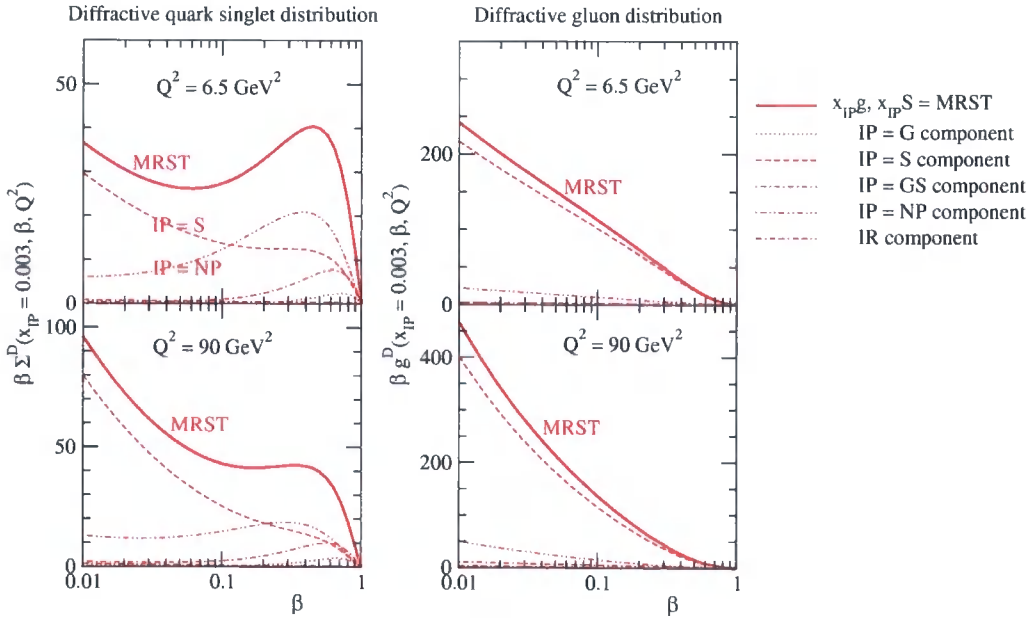 Diffractive quark singlet distribution
Diffractive gluon distribution
Q² = 6.5 GeV²
Q² = 6.5 GeV²
50
0
200
0
MRST
IP = S
IP = NP
MRST
x_IP g, x_IP S = MRST
IP = G component
IP = S component
IP = GS component
IP = NP component
IR component
β Σ^D(x_IP = 0.003, β, Q²)
β g^D(x_IP = 0.003, β, Q²)
Q² = 90 GeV²
Q² = 90 GeV²
100
50
0
400
200
0
MRST
MRST
0.01 0.1 1
0.01 0.1 1
β
β